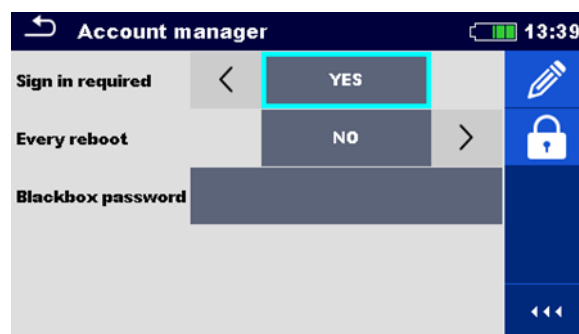 Account manager 13:39
Sign in required YES
Every reboot NO
Blackbox password